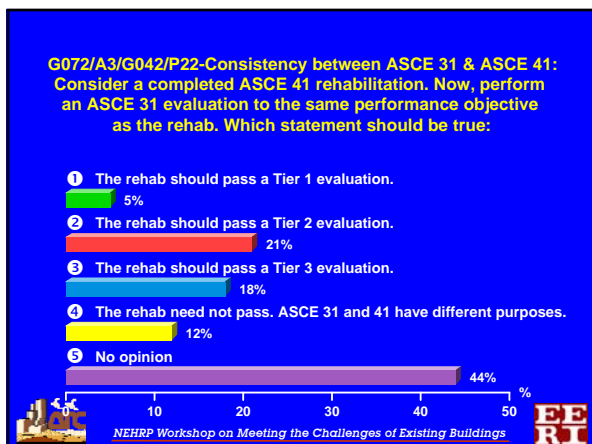 G072/A3/G042/P22-Consistency between ASCE 31 & ASCE 41:
Consider a completed ASCE 41 rehabilitation. Now, perform
an ASCE 31 evaluation to the same performance objective
as the rehab. Which statement should be true:
❶ The rehab should pass a Tier 1 evaluation.
5%
❷ The rehab should pass a Tier 2 evaluation.
21%
❸ The rehab should pass a Tier 3 evaluation.
18%
❹ The rehab need not pass. ASCE 31 and 41 have different purposes.
12%
❺ No opinion
44%
%
0 10 20 30 40 50
NEHRP Workshop on Meeting the Challenges of Existing Buildings
EE
RI